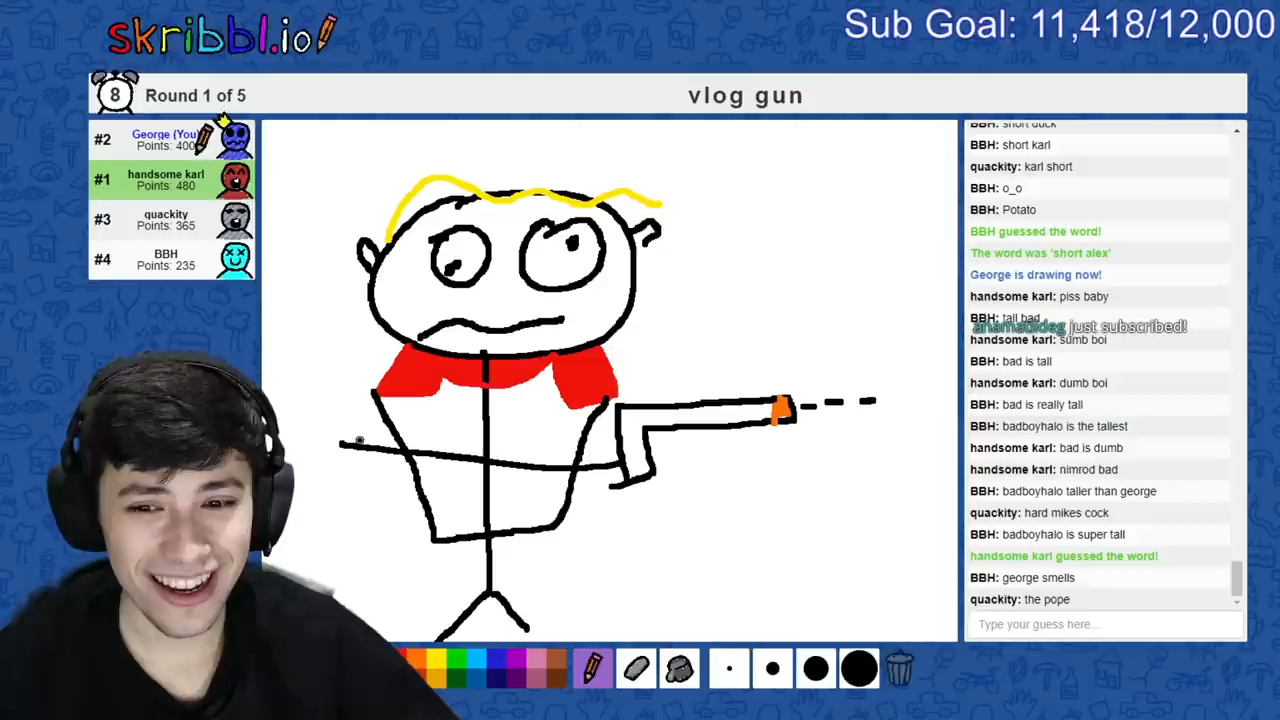 skribbl.io
Sub Goal: 11,418/12,000
8
Round 1 of 5
vlog gun
#2
George (You)
Points: 400
#1
handsome karl
Points: 480
#3
quackity
Points: 365
#4
BBH
Points: 235
BBH: short duck
BBH: short karl
quackity: karl short
BBH: o_o
BBH: Potato
BBH guessed the word!
The word was 'short alex'
George is drawing now!
handsome karl: piss baby
BBH: tall bad
anamatildeg just subscribed!
handsome karl: sumb boi
BBH: bad is tall
handsome karl: dumb boi
BBH: bad is really tall
BBH: badboyhalo is the tallest
handsome karl: bad is dumb
handsome karl: nimrod bad
BBH: badboyhalo taller than george
quackity: hard mikes cock
BBH: badboyhalo is super tall
handsome karl guessed the word!
BBH: george smells
quackity: the pope
Type your guess here...